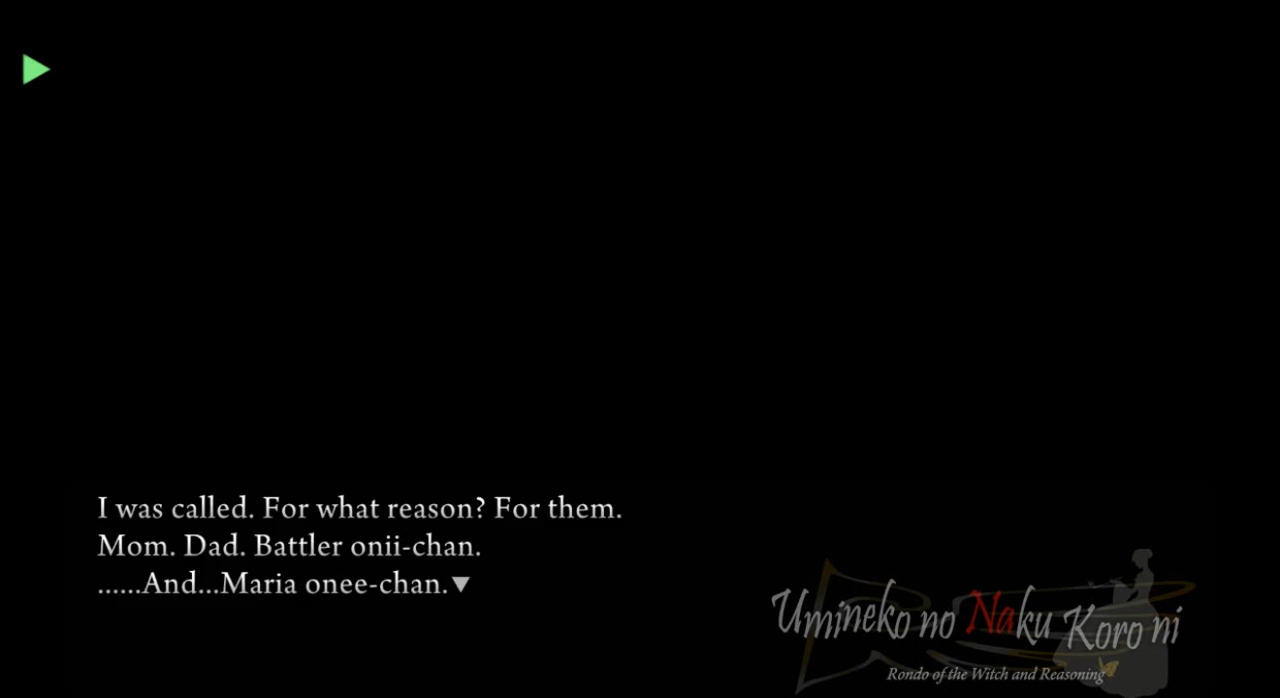 I was called. For what reason? For them.
Mom. Dad. Battler onii-chan.
......And...Maria onee-chan.
Umineko no Naku Koro ni
Rondo of the Witch and Reasoning